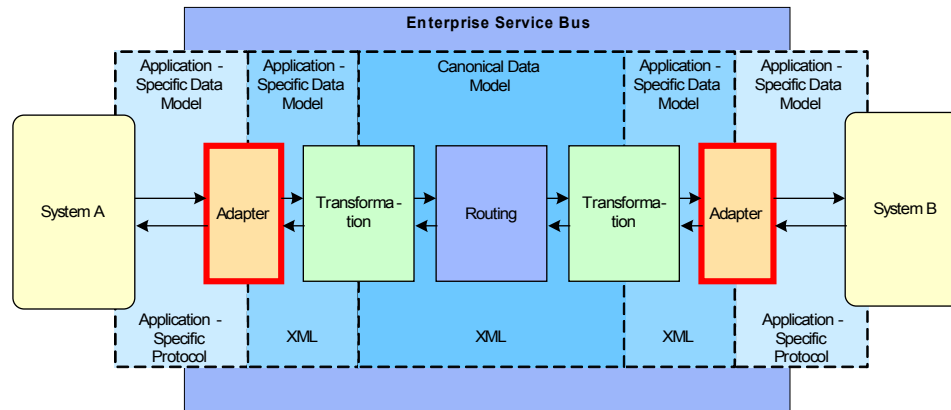 Enterprise Service Bus
Application -
Specific Data
Model
Application -
Specific Data
Model
Canonical Data
Model
Application -
Specific Data
Model
Application -
Specific Data
Model
System A
Adapter
Transforma-
tion
Routing
Transforma-
tion
Adapter
System B
Application -
Specific
Protocol
XML
XML
XML
Application -
Specific
Protocol